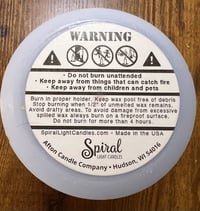 WARNING
• Do not burn unattended
• Keep away from things that can catch fire
• Keep away from children and pets
Burn in proper holder. Keep wax pool free of debris
Stop burning when 1/2" of unmelted wax remains.
Avoid drafty areas. To avoid damage from excessive
spilled wax always burn on a fireproof surface.
Do not burn for more than 4 hours.
SpiralLightCandles.com - Made in the USA
Spiral
LIGHT CANDLES
Afton Candle Company • Hudson, WI 54016